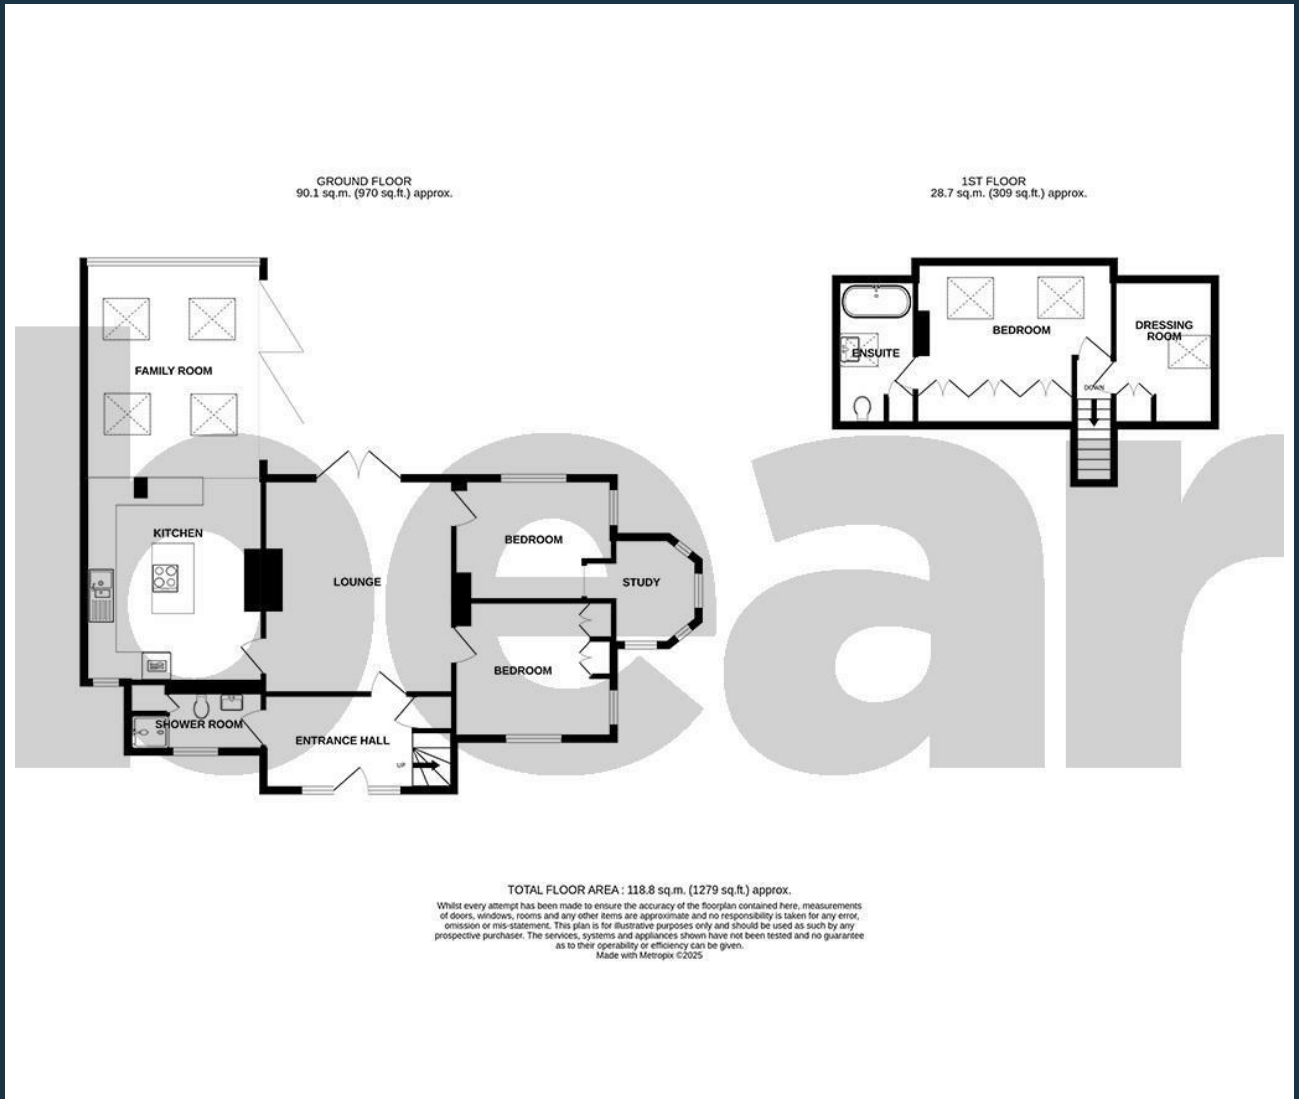 GROUND FLOOR
90.1 sq.m. (970 sq.ft.) approx.
1ST FLOOR
28.7 sq.m. (309 sq.ft.) approx.
FAMILY ROOM
KITCHEN
LOUNGE
BEDROOM
STUDY
BEDROOM
SHOWER ROOM
ENTRANCE HALL
UP
ENSUITE
BEDROOM
DRESSING
ROOM
DOWN
bear
TOTAL FLOOR AREA : 118.8 sq.m. (1279 sq.ft.) approx.
Whilst every attempt has been made to ensure the accuracy of the floorplan contained here, measurements
of doors, windows, rooms and any other items are approximate and no responsibility is taken for any error,
omission or mis-statement. This plan is for illustrative purposes only and should be used as such by any
prospective purchaser. The services, systems and appliances shown have not been tested and no guarantee
as to their operability or efficiency can be given.
Made with Metropix ©2025